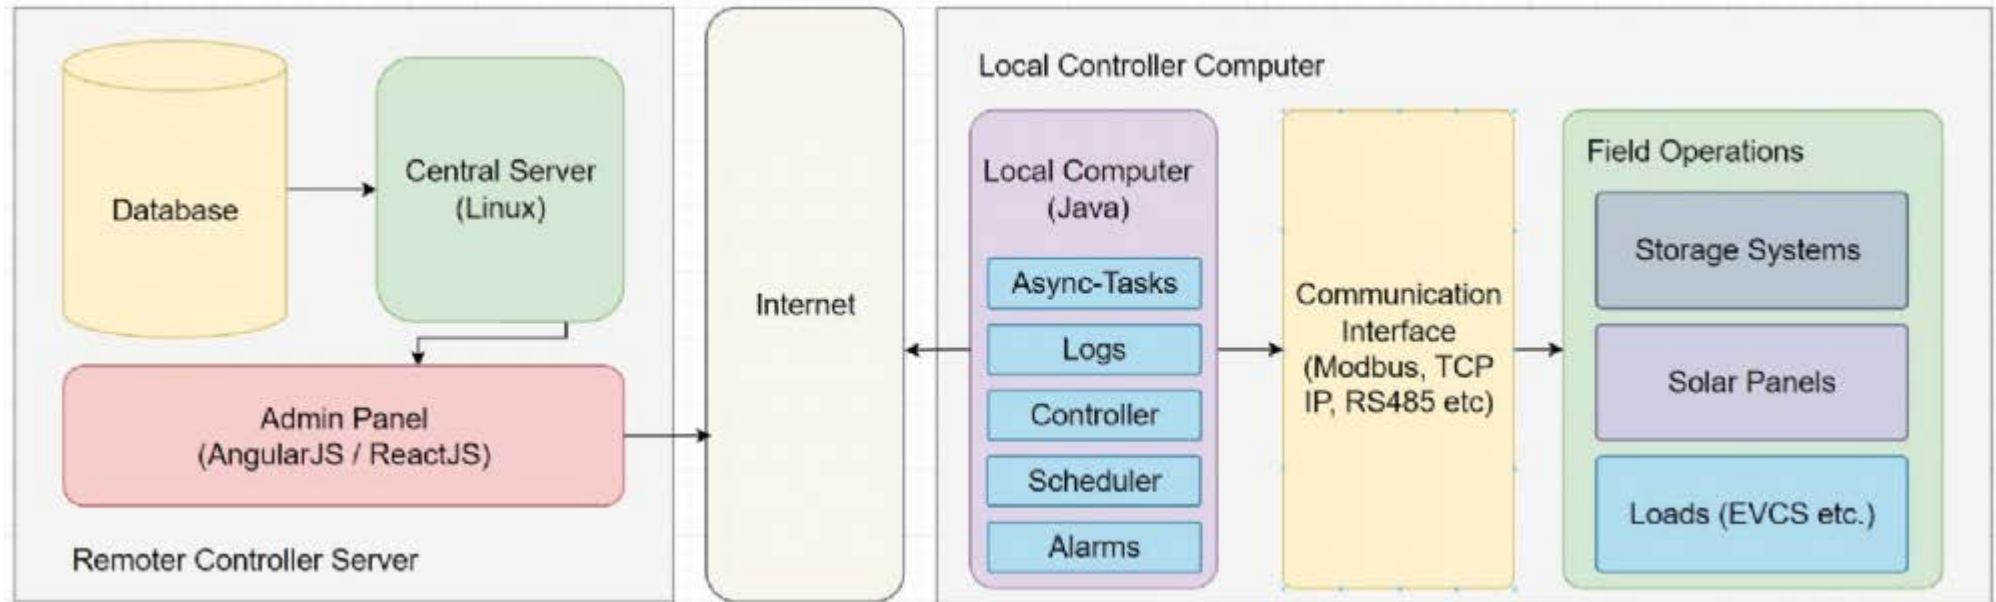 Database
Central Server
(Linux)
Admin Panel
(AngularJS / ReactJS)
Remoter Controller Server
Internet
Local Controller Computer
Local Computer
(Java)
Async-Tasks
Logs
Controller
Scheduler
Alarms
Communication
Interface
(Modbus, TCP
IP, RS485 etc)
Field Operations
Storage Systems
Solar Panels
Loads (EVCS etc.)